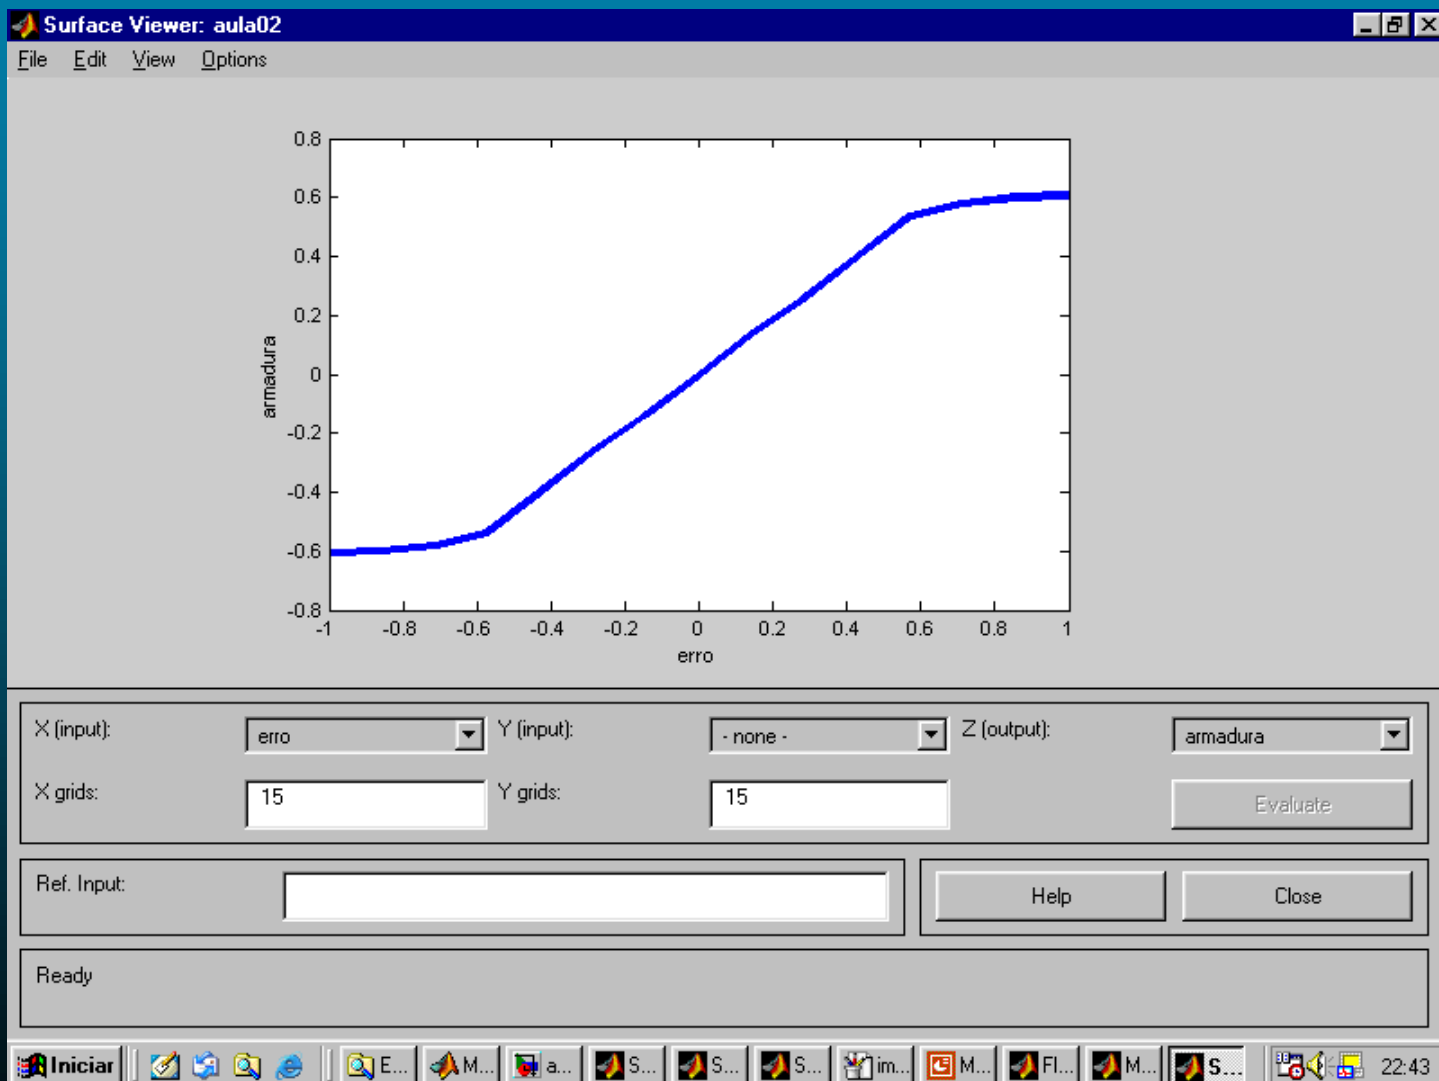 Surface Viewer: aula02
File Edit View Options
0.8
0.6
0.4
0.2
0
-0.2
-0.4
-0.6
-0.8
armadura
-1 -0.8 -0.6 -0.4 -0.2 0 0.2 0.4 0.6 0.8 1
erro
X (input): erro Y (input): - none - Z (output): armadura
X grids: 15 Y grids: 15 Evaluate
Ref. Input: Help Close
Ready
Iniciar E... M... a... S... S... S... im... M... Fl... M... S... 22:43